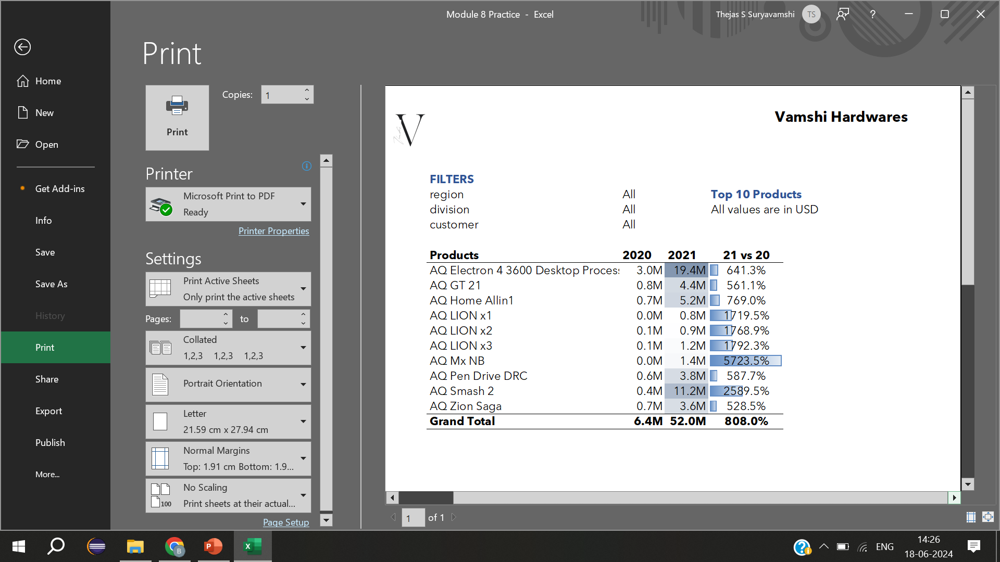 Module 8 Practice - Excel
Thejas S Suryavamshi
TS
?
Print
Home
New
Open
Get Add-ins
Info
Save
Save As
History
Print
Share
Export
Publish
More...
Print
Copies: 1
Printer
Microsoft Print to PDF
Ready
Printer Properties
Settings
Print Active Sheets
Only print the active sheets
Pages: to
Collated
1,2,3 1,2,3 1,2,3
Portrait Orientation
Letter
21.59 cm x 27.94 cm
Normal Margins
Top: 1.91 cm Bottom: 1.9...
No Scaling
Print sheets at their actual...
100
Page Setup
V
Vamshi Hardwares
FILTERS
region All Top 10 Products
division All All values are in USD
customer All
Products 2020 2021 21 vs 20
AQ Electron 4 3600 Desktop Process 3.0M 19.4M 641.3%
AQ GT 21 0.8M 4.4M 561.1%
AQ Home Allin1 0.7M 5.2M 769.0%
AQ LION x1 0.0M 0.8M 1719.5%
AQ LION x2 0.1M 0.9M 1768.9%
AQ LION x3 0.1M 1.2M 1792.3%
AQ Mx NB 0.0M 1.4M 5723.5%
AQ Pen Drive DRC 0.6M 3.8M 587.7%
AQ Smash 2 0.4M 11.2M 2589.5%
AQ Zion Saga 0.7M 3.6M 528.5%
Grand Total 6.4M 52.0M 808.0%
1 of 1
B
P
X
?
ENG
14:26
18-06-2024